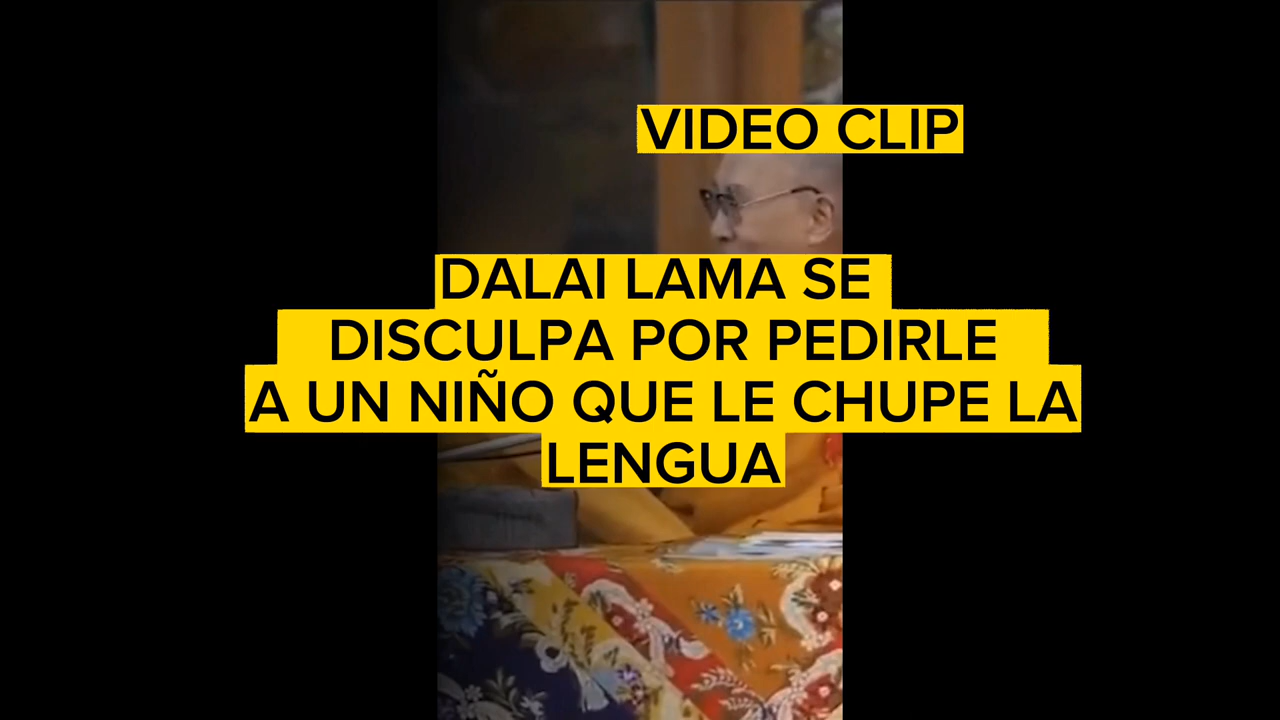 VIDEO CLIP
DALAI LAMA SE
DISCULPA POR PEDIRLE
A UN NIÑO QUE LE CHUPE LA
LENGUA